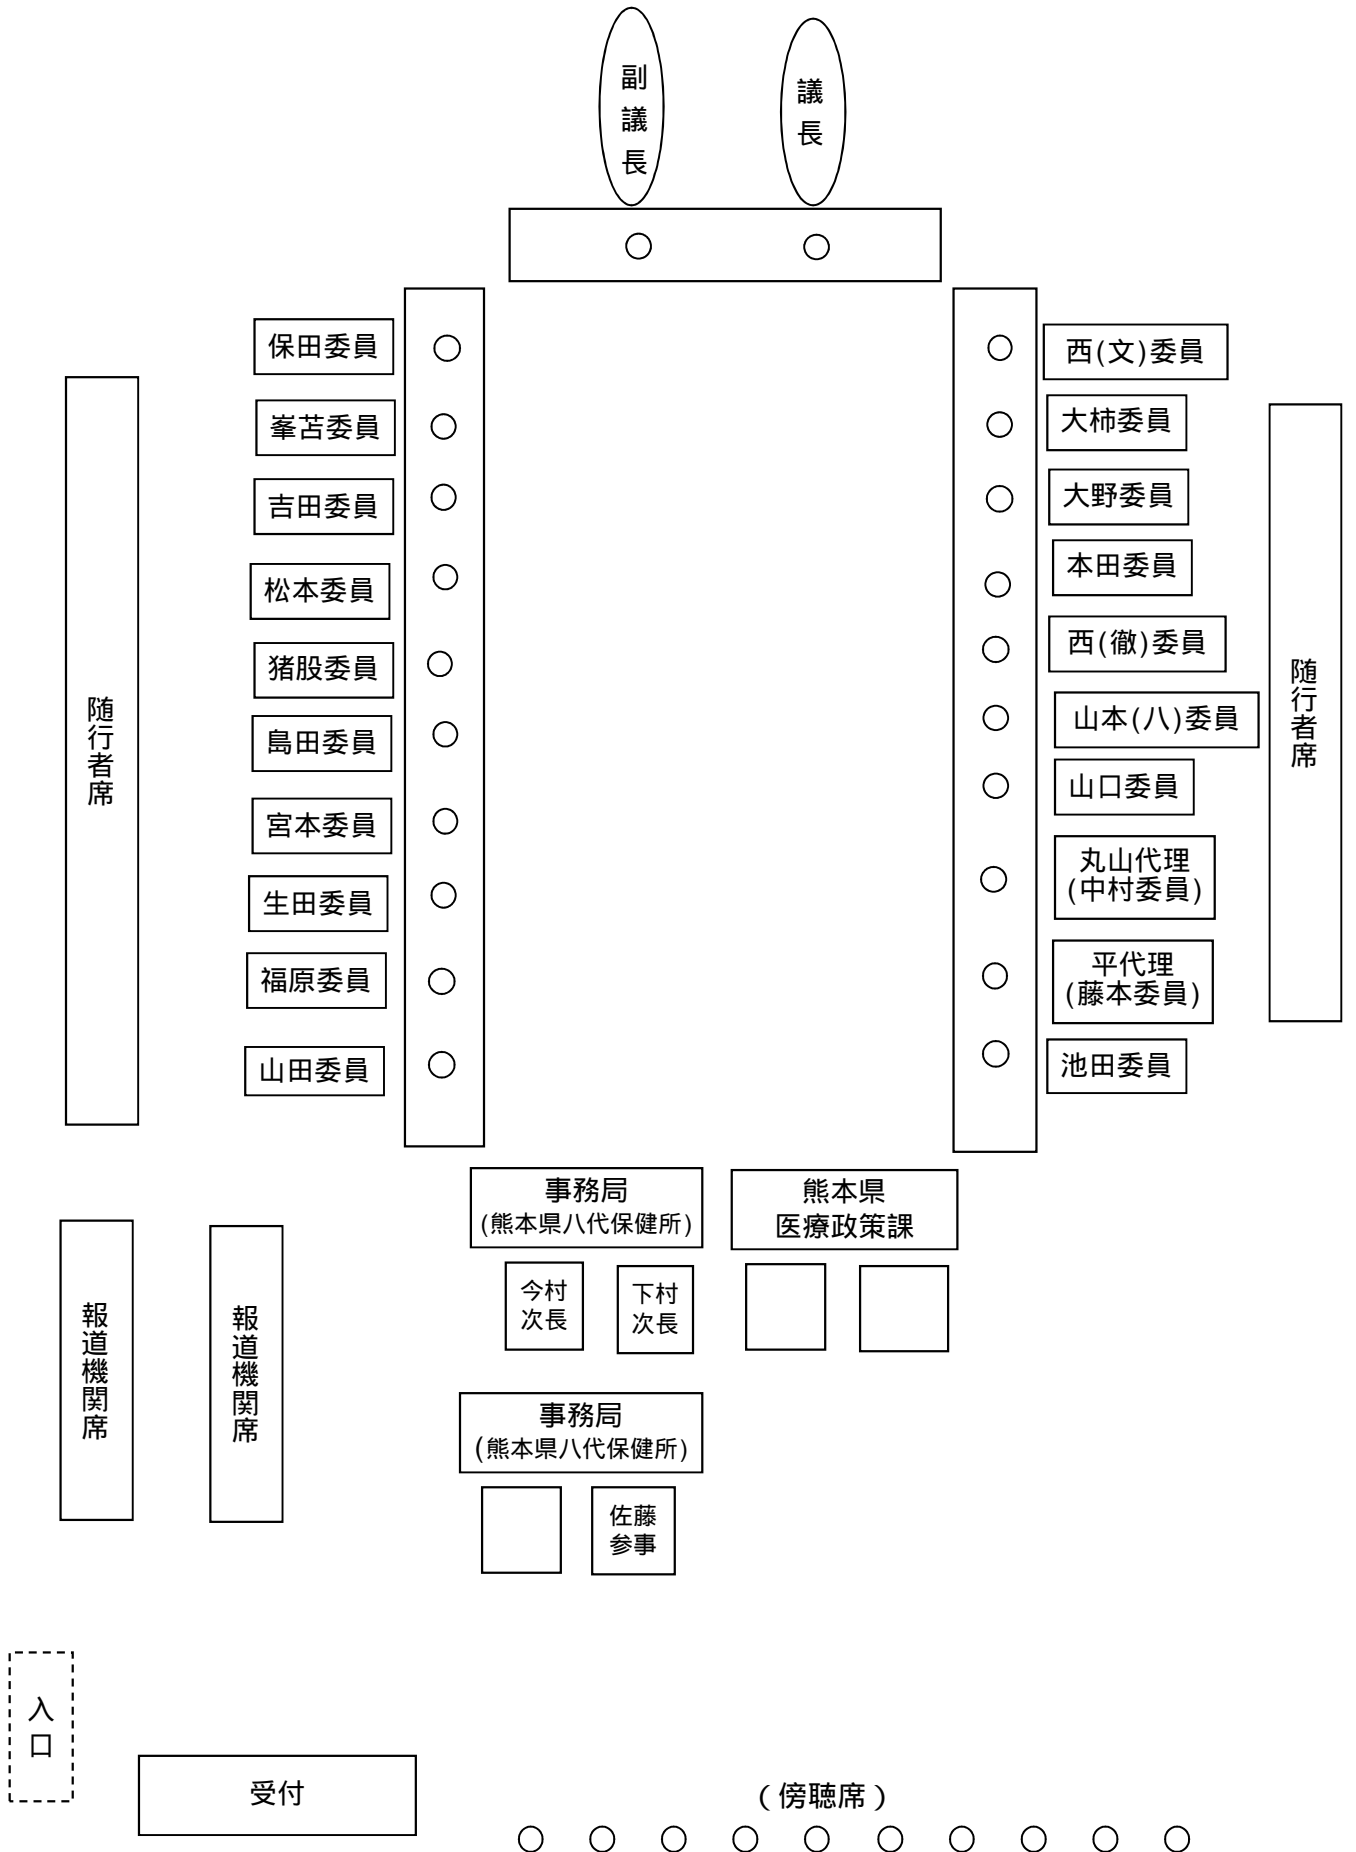 副議長
議長
保田委員
峯苫委員
吉田委員
松本委員
猪股委員
島田委員
宮本委員
生田委員
福原委員
山田委員
西(文)委員
大柿委員
大野委員
本田委員
西(徹)委員
山本(八)委員
山口委員
丸山代理
(中村委員)
平代理
(藤本委員)
池田委員
随行者席
随行者席
事務局
(熊本県八代保健所)
熊本県
医療政策課
今村
次長
下村
次長
報道機関席
報道機関席
事務局
(熊本県八代保健所)
佐藤
参事
入口
受付
(傍聴席)